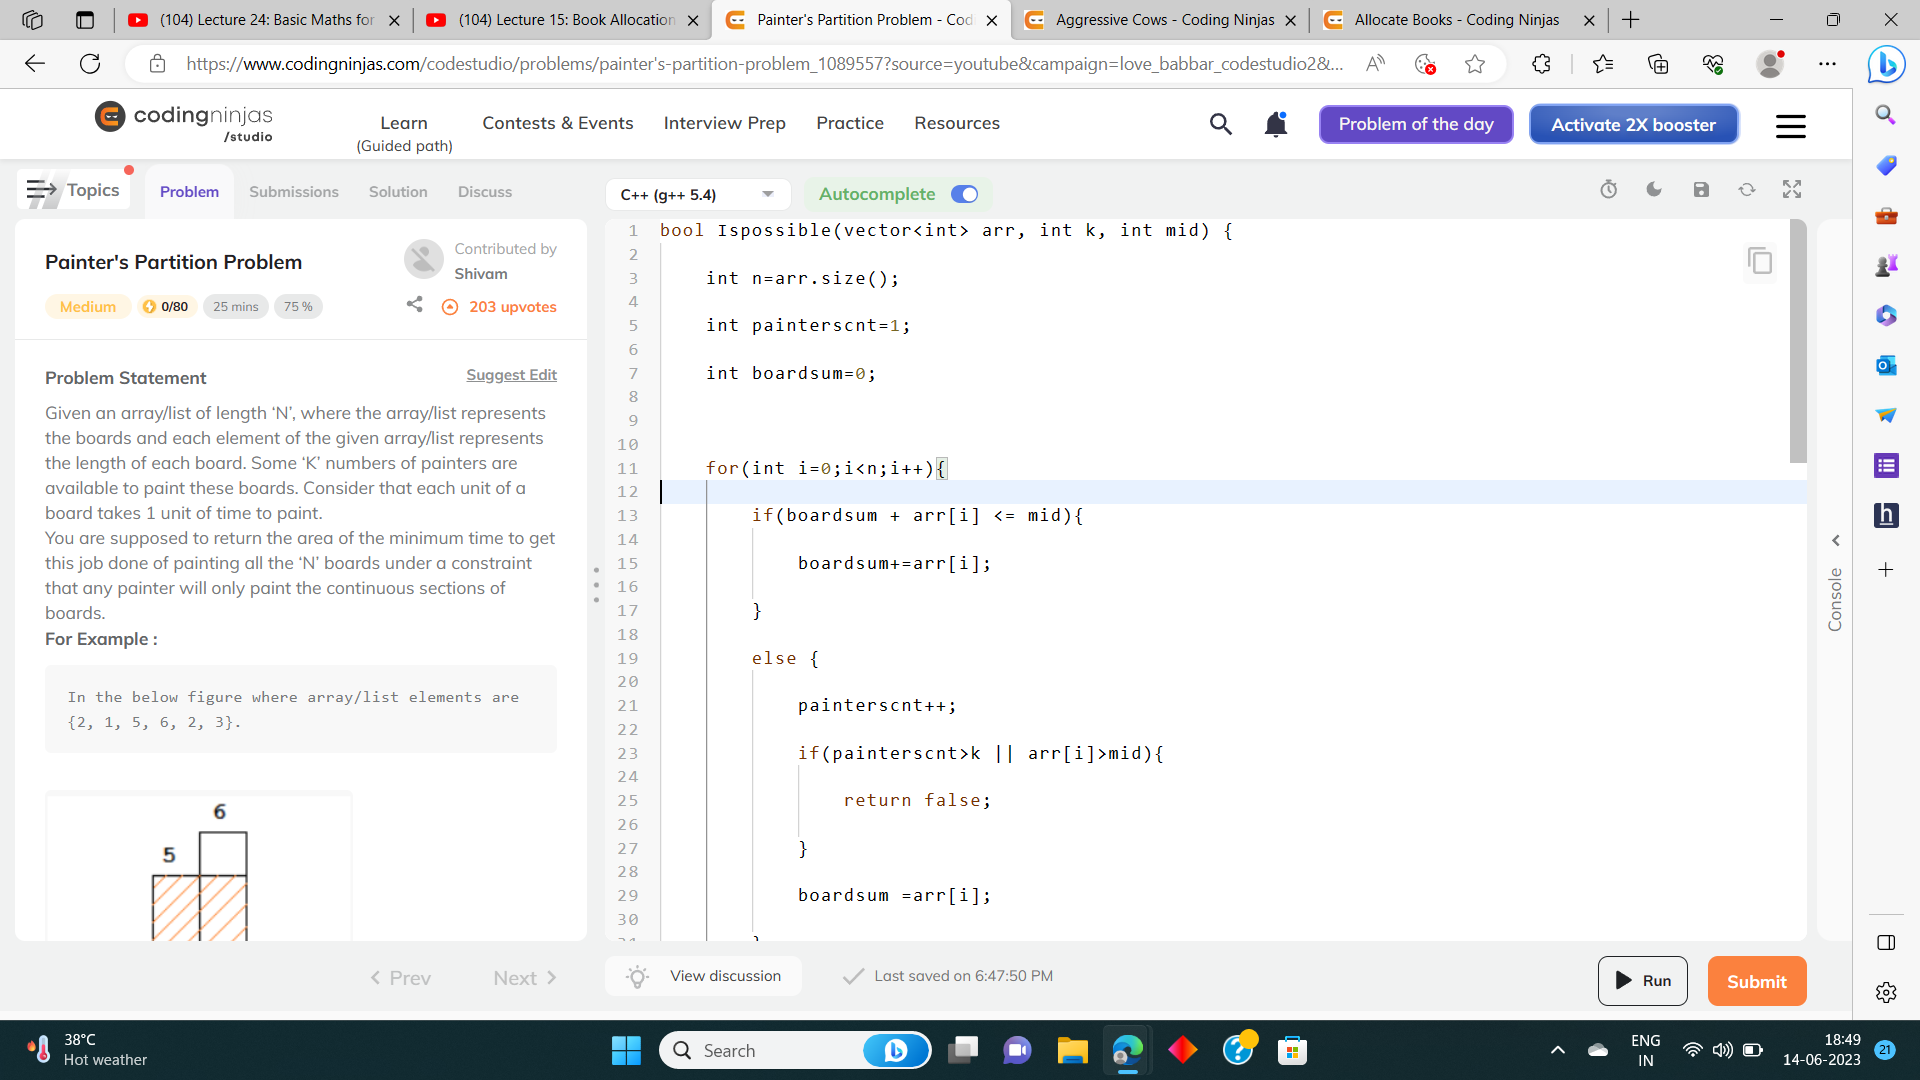 (104) Lecture 24: Basic Maths for
(104) Lecture 15: Book Allocation
Painter's Partition Problem - Cod
Aggressive Cows - Coding Ninjas
Allocate Books - Coding Ninjas
https://www.codingninjas.com/codestudio/problems/painter's-partition-problem_1089557?source=youtube&campaign=love_babbar_codestudio2&...
codingninjas
/studio
Learn
(Guided path)
Contests & Events
Interview Prep
Practice
Resources
Problem of the day
Activate 2X booster
Topics
Problem
Submissions
Solution
Discuss
C++ (g++ 5.4)
Autocomplete
Painter's Partition Problem
Contributed by
Shivam
Medium
0/80
25 mins
75 %
203 upvotes
Problem Statement
Suggest Edit
Given an array/list of length ‘N’, where the array/list represents
the boards and each element of the given array/list represents
the length of each board. Some ‘K’ numbers of painters are
available to paint these boards. Consider that each unit of a
board takes 1 unit of time to paint.
You are supposed to return the area of the minimum time to get
this job done of painting all the ‘N’ boards under a constraint
that any painter will only paint the continuous sections of
boards.
For Example :
In the below figure where array/list elements are
{2, 1, 5, 6, 2, 3}.
6
5
1 bool Ispossible(vector<int> arr, int k, int mid) {
2
3 int n=arr.size();
4
5 int painterscnt=1;
6
7 int boardsum=0;
8
9
10
11 for(int i=0;i<n;i++){
12
13 if(boardsum + arr[i] <= mid){
14
15 boardsum+=arr[i];
16
17 }
18
19 else {
20
21 painterscnt++;
22
23 if(painterscnt>k || arr[i]>mid){
24
25 return false;
26
27 }
28
29 boardsum =arr[i];
30
Console
Prev
Next
View discussion
Last saved on 6:47:50 PM
Run
Submit
38°C
Hot weather
Search
ENG
IN
18:49
14-06-2023
21